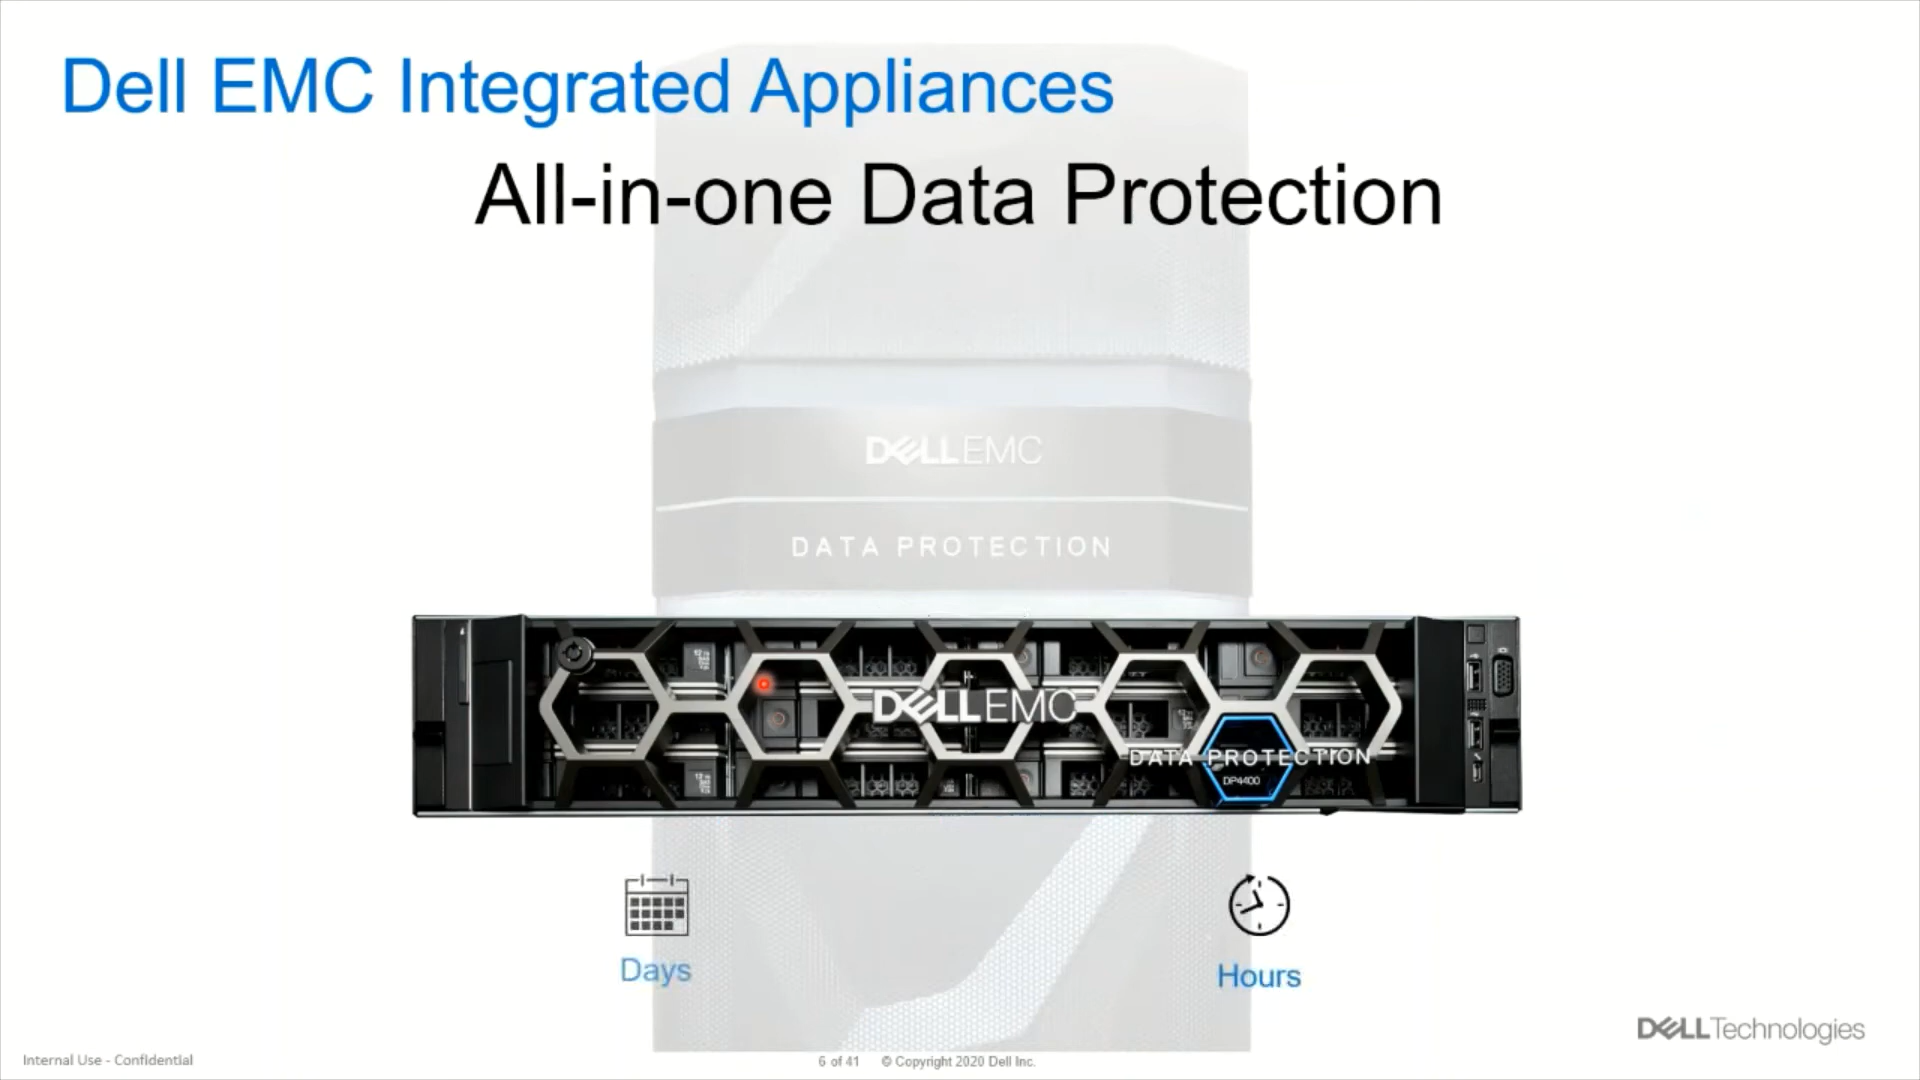 Dell EMC Integrated Appliances
All-in-one Data Protection
DELLEMC
DATA PROTECTION
DELLEMC
DATA PROTECTION
DP4400
Days
Hours
DELLTechnologies
Internal Use - Confidential
6 of 41
© Copyright 2020 Dell Inc.